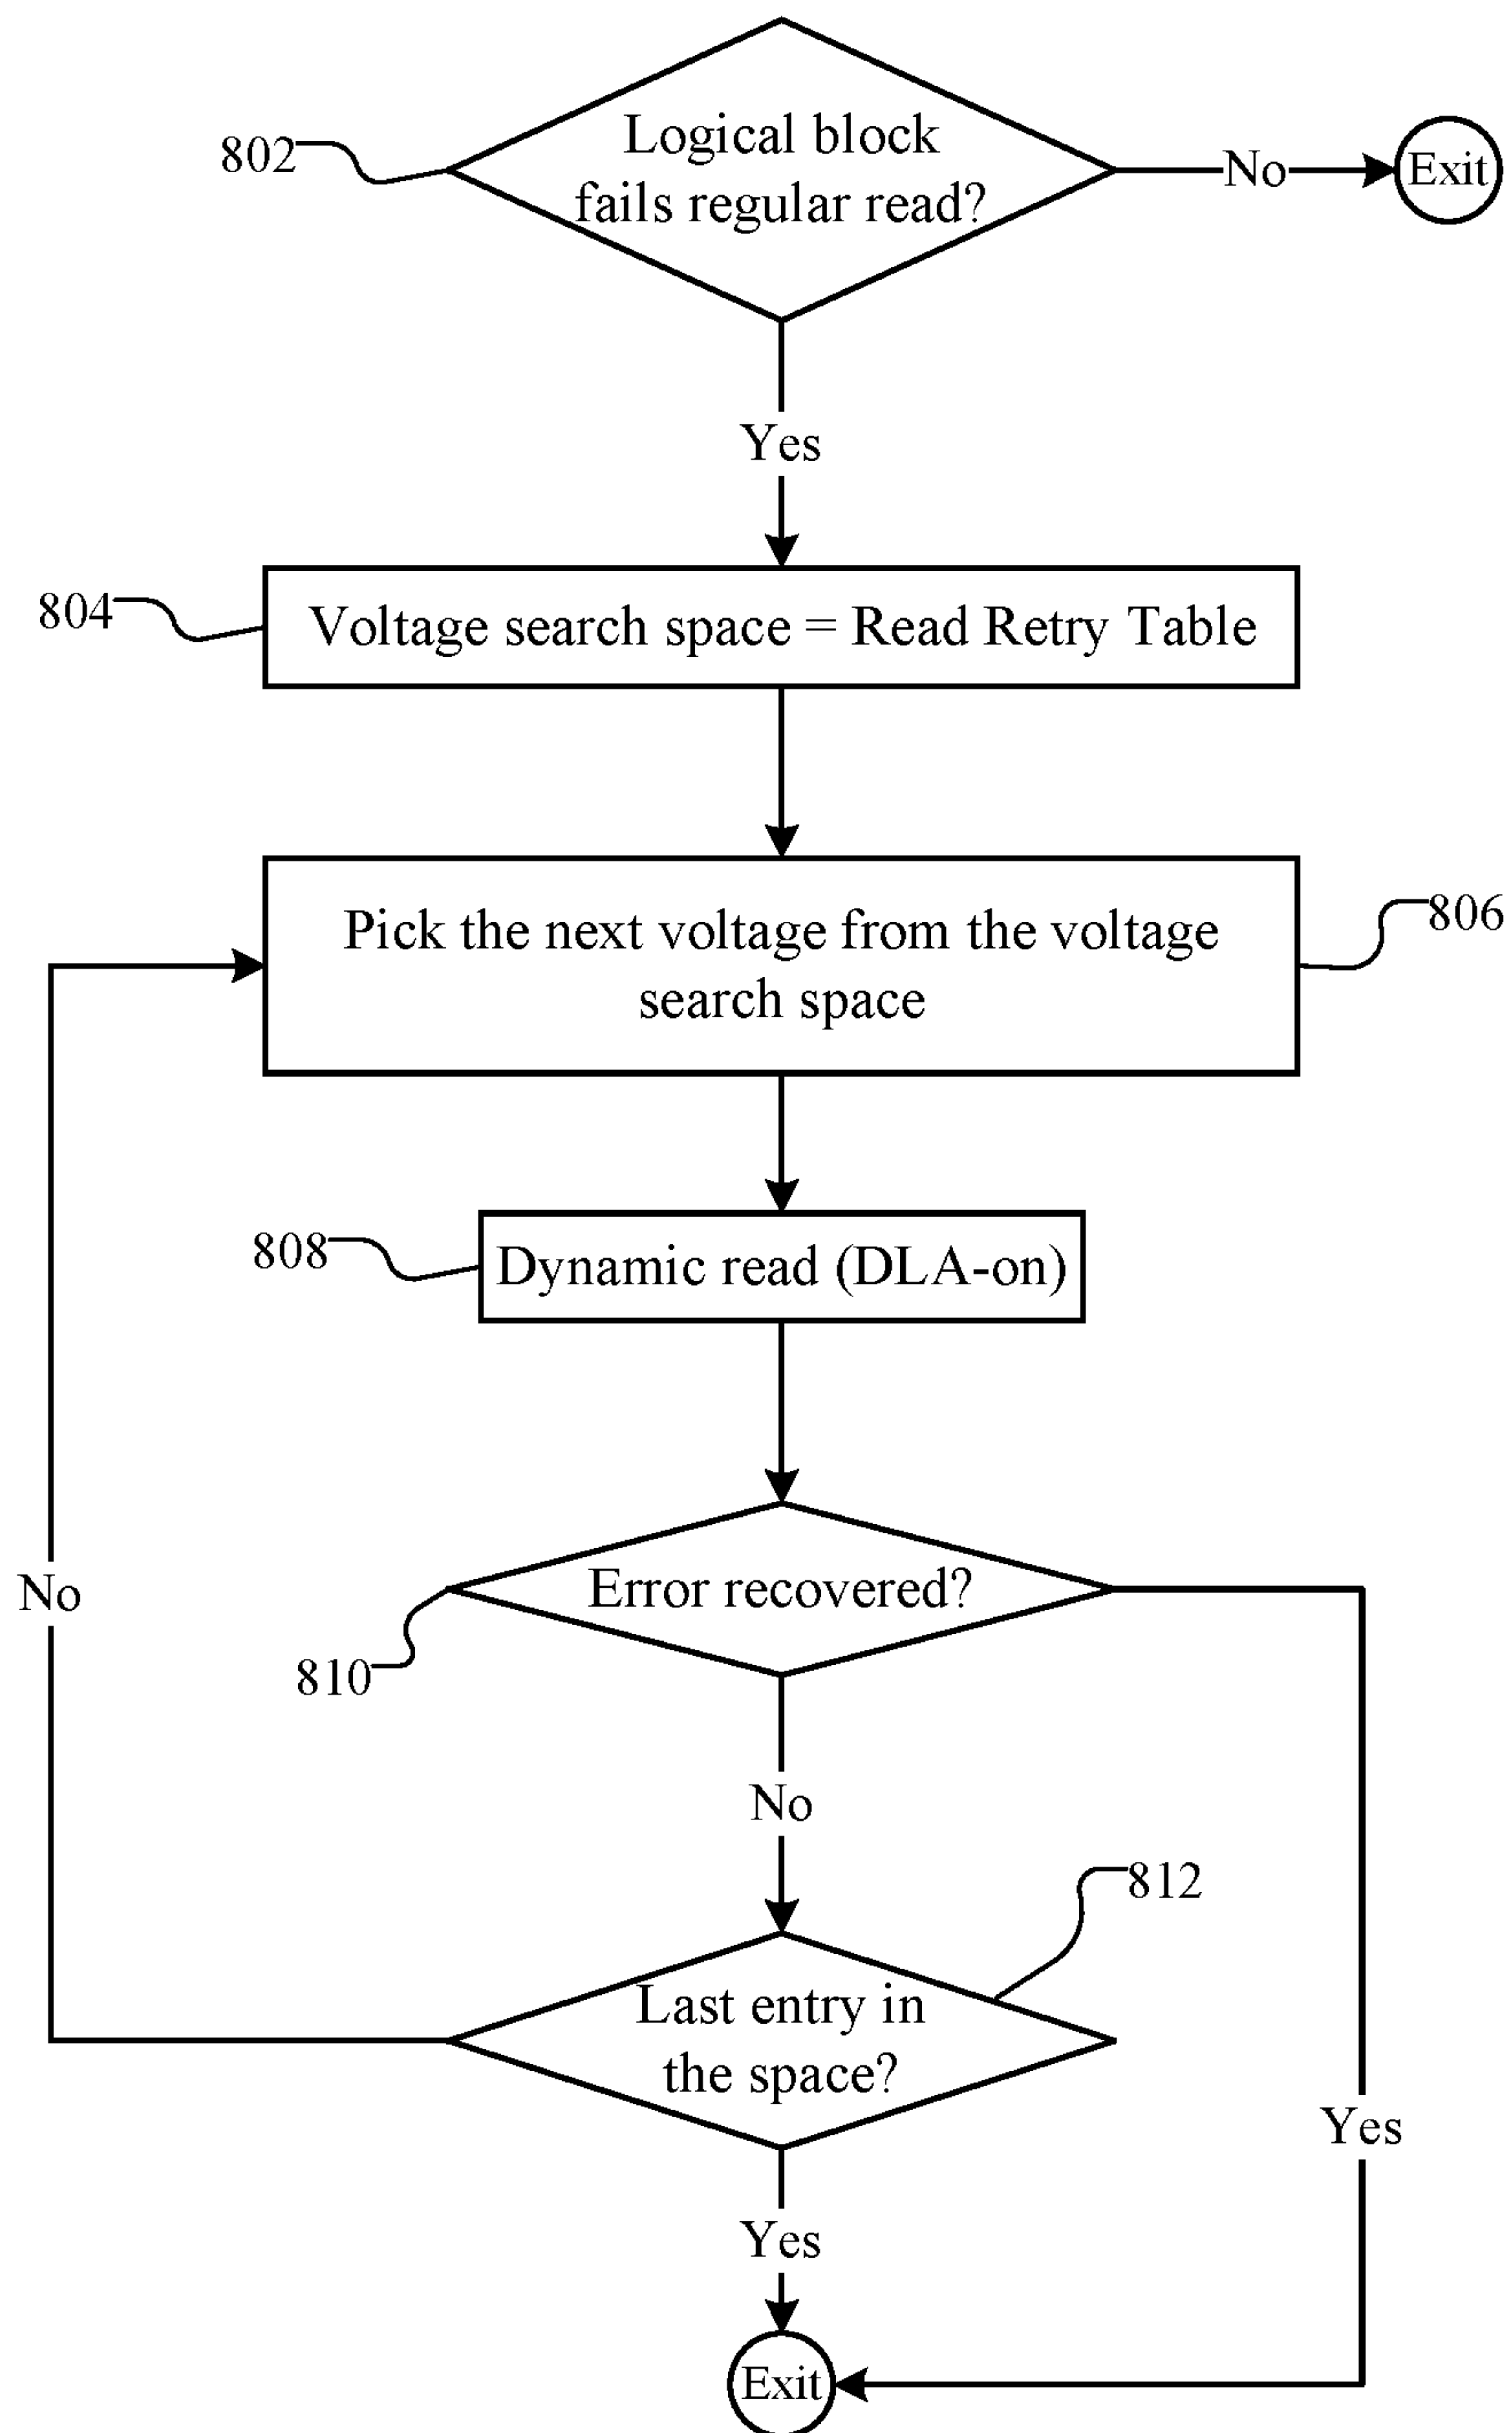 802
Logical block
fails regular read?
No
Exit
Yes
804
Voltage search space = Read Retry Table
Pick the next voltage from the voltage
search space
806
808
Dynamic read (DLA-on)
Error recovered?
No
810
No
812
Last entry in
the space?
Yes
Yes
Exit